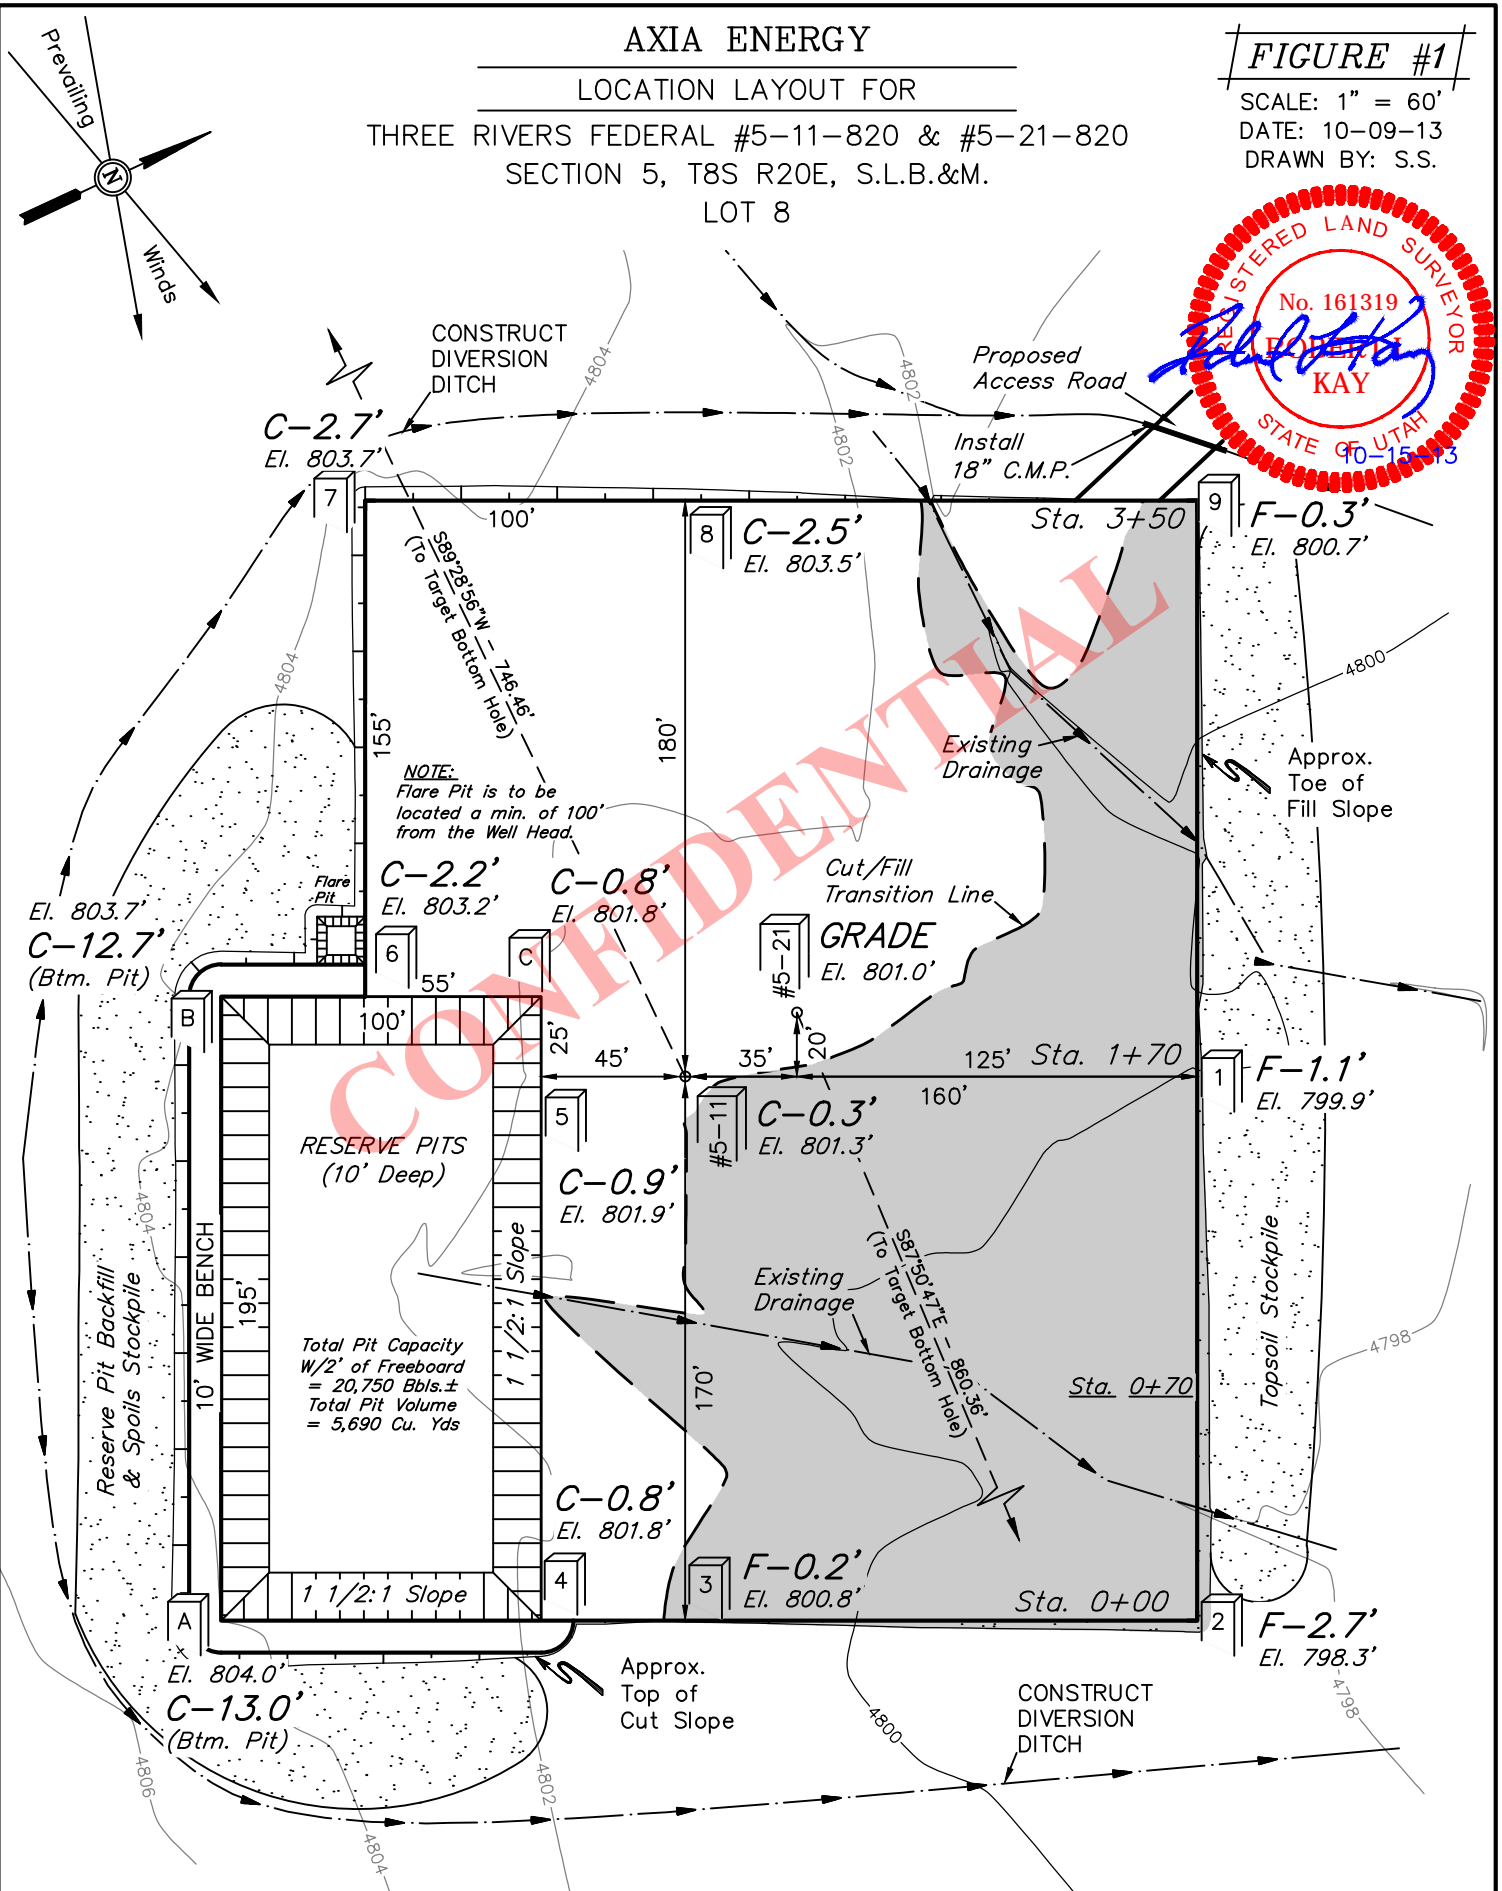 AXIA ENERGY
LOCATION LAYOUT FOR
THREE RIVERS FEDERAL #5-11-820 & #5-21-820
SECTION 5, T8S R20E, S.L.B.&M.
LOT 8
FIGURE #1
SCALE: 1" = 60'
DATE: 10-09-13
DRAWN BY: S.S.
REGISTERED LAND SURVEYOR
No. 161319
ROBERT L.
KAY
STATE OF UTAH
10-15-13
Prevailing
N
Winds
CONSTRUCT
DIVERSION
DITCH
4804
4802
4802
Proposed
Access Road
Install
18" C.M.P.
C-2.7'
El. 803.7'
7
100'
8
C-2.5'
El. 803.5'
Sta. 3+50
9
F-0.3'
El. 800.7'
S89°28'56"W - 746.46'
(To Target Bottom Hole)
4804
155'
180'
4800
Existing
Drainage
Approx.
Toe of
Fill Slope
NOTE:
Flare Pit is to be
located a min. of 100'
from the Well Head.
Flare
Pit
C-2.2'
El. 803.2'
C-0.8'
El. 801.8'
Cut/Fill
Transition Line
El. 803.7'
C-12.7'
(Btm. Pit)
6
C
#5-21
GRADE
El. 801.0'
55'
B
100'
25'
45'
35'
20'
125'
Sta. 1+70
160'
1
F-1.1'
El. 799.9'
5
#5-11
C-0.3'
El. 801.3'
RESERVE PITS
(10' Deep)
C-0.9'
El. 801.9'
4804
10' WIDE BENCH
195'
1 1/2:1 Slope
Reserve Pit Backfill
& Spoils Stockpile
Existing
Drainage
S87°50'47"E - 860.36'
(To Target Bottom Hole)
Topsoil Stockpile
4798
Total Pit Capacity
W/2' of Freeboard
= 20,750 Bbls.±
Total Pit Volume
= 5,690 Cu. Yds
170'
Sta. 0+70
C-0.8'
El. 801.8'
4
1 1/2:1 Slope
3
F-0.2'
El. 800.8'
Sta. 0+00
2
F-2.7'
El. 798.3'
A
El. 804.0'
C-13.0'
(Btm. Pit)
Approx.
Top of
Cut Slope
4800
CONSTRUCT
DIVERSION
DITCH
4798
4806
4804
4802
CONFIDENTIAL